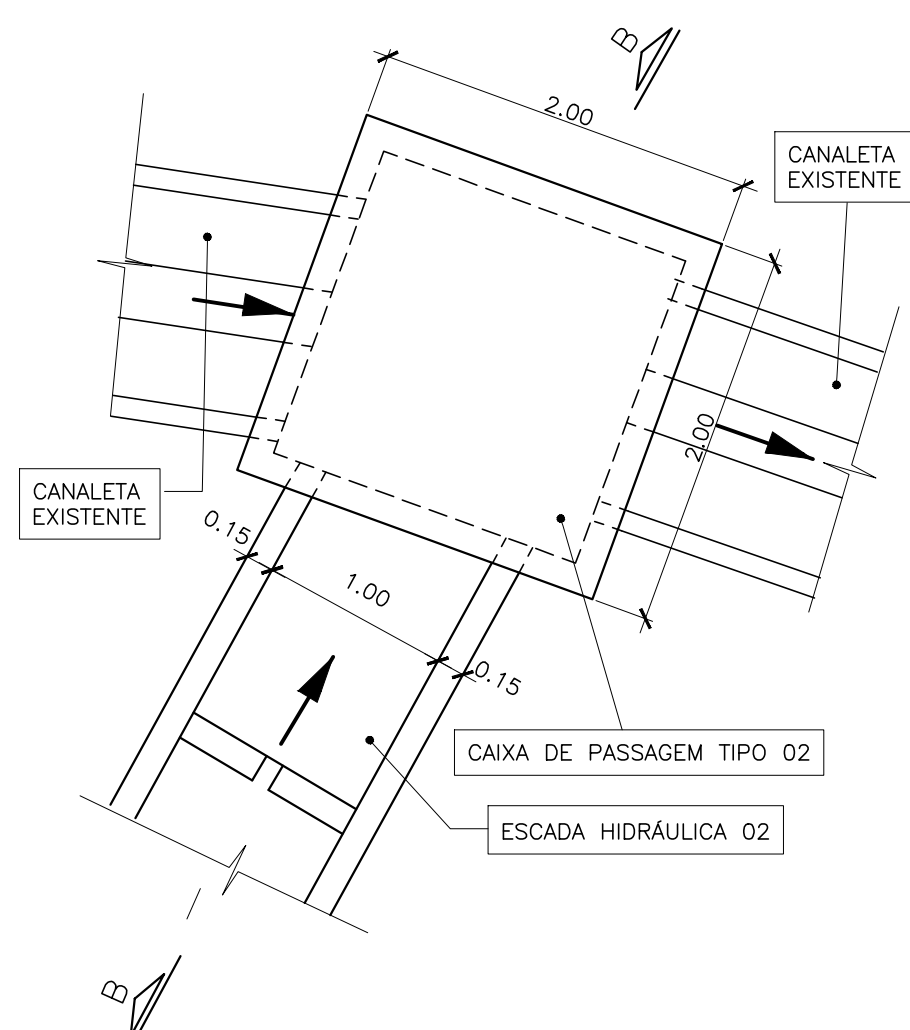 B
2.00
CANALETA
EXISTENTE
2.00
CANALETA
EXISTENTE
0.15
1.00
0.15
CAIXA DE PASSAGEM TIPO 02
ESCADA HIDRÁULICA 02
B